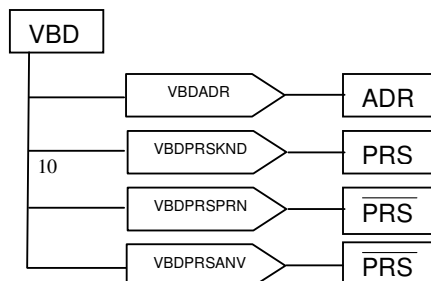 VBD
VBDADR ADR
VBDPRSKND PRS
10
VBDPRSPRN PRS
VBDPRSANV PRS